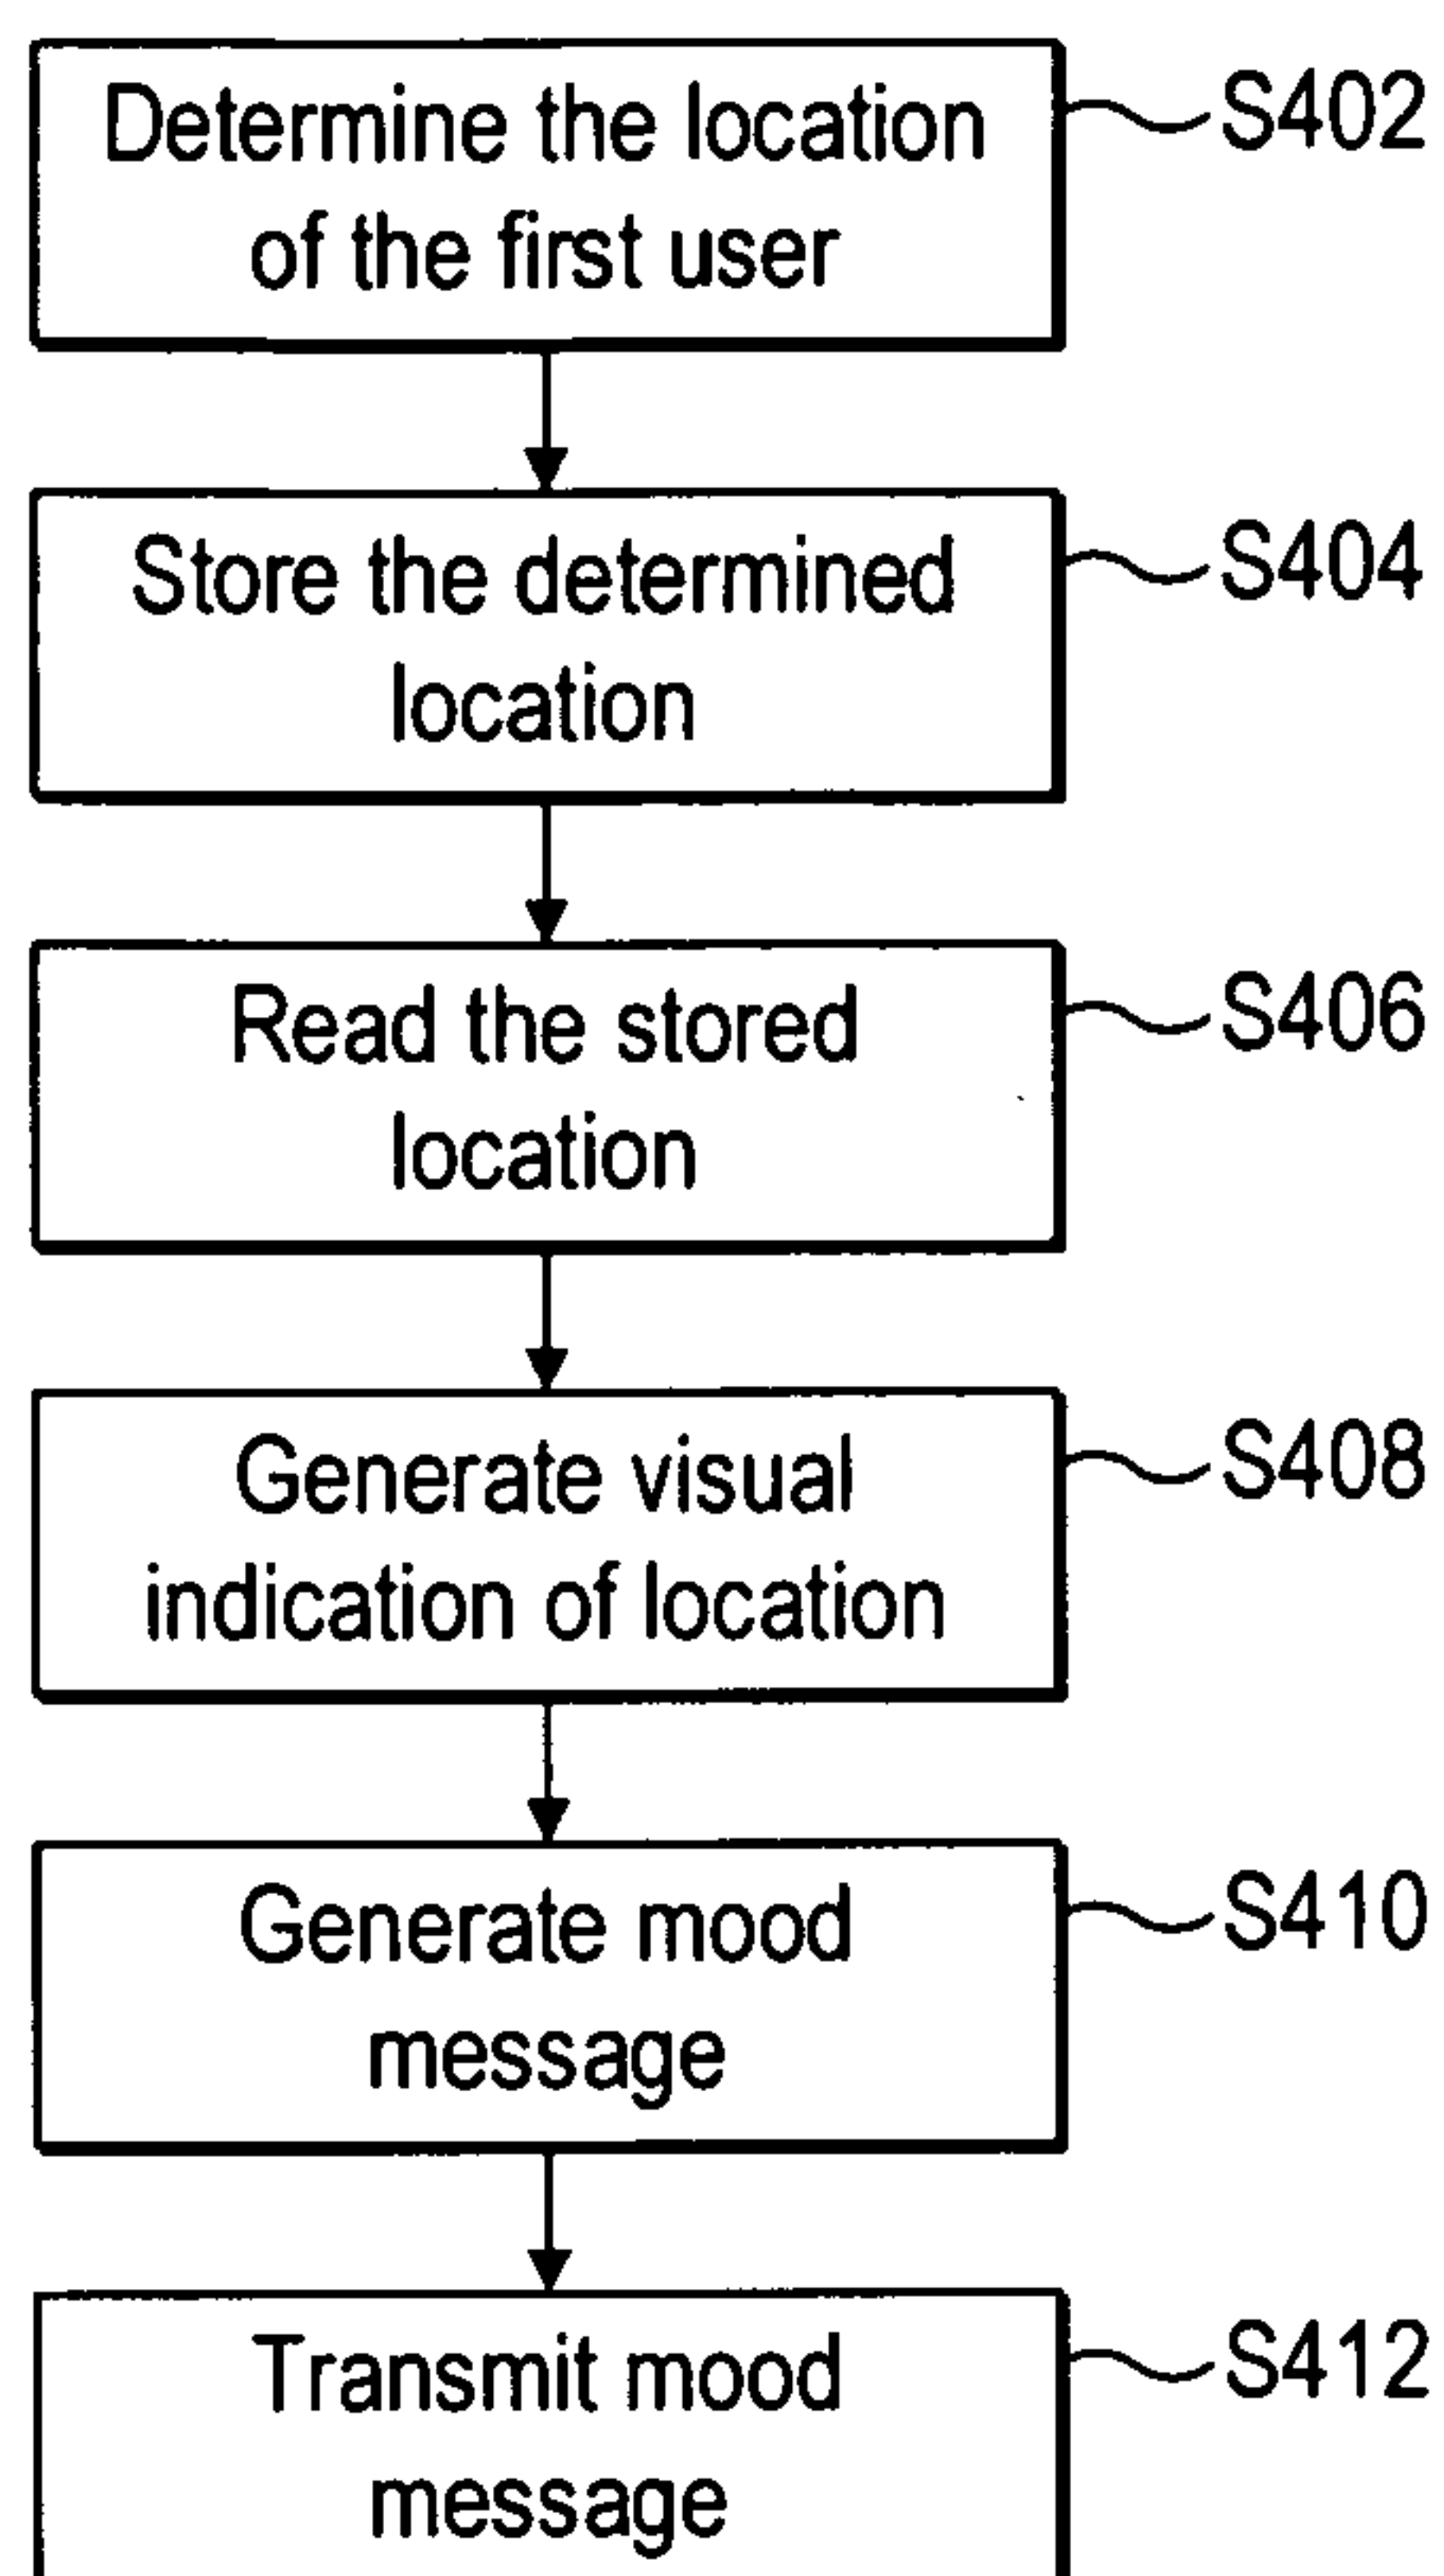 Determine the location
of the first user
S402
Store the determined
location
S404
Read the stored
location
S406
Generate visual
indication of location
S408
Generate mood
message
S410
Transmit mood
message
S412